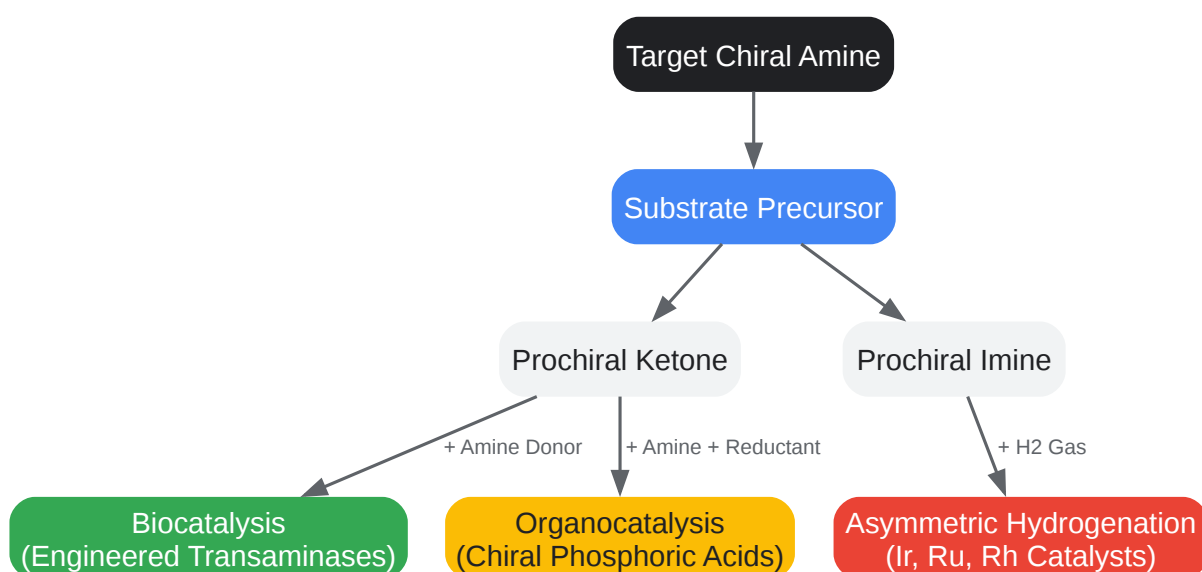 Target Chiral Amine
Substrate Precursor
Prochiral Ketone
Prochiral Imine
+ Amine Donor
+ Amine + Reductant
+ H2 Gas
Biocatalysis
(Engineered Transaminases)
Organocatalysis
(Chiral Phosphoric Acids)
Asymmetric Hydrogenation
(Ir, Ru, Rh Catalysts)